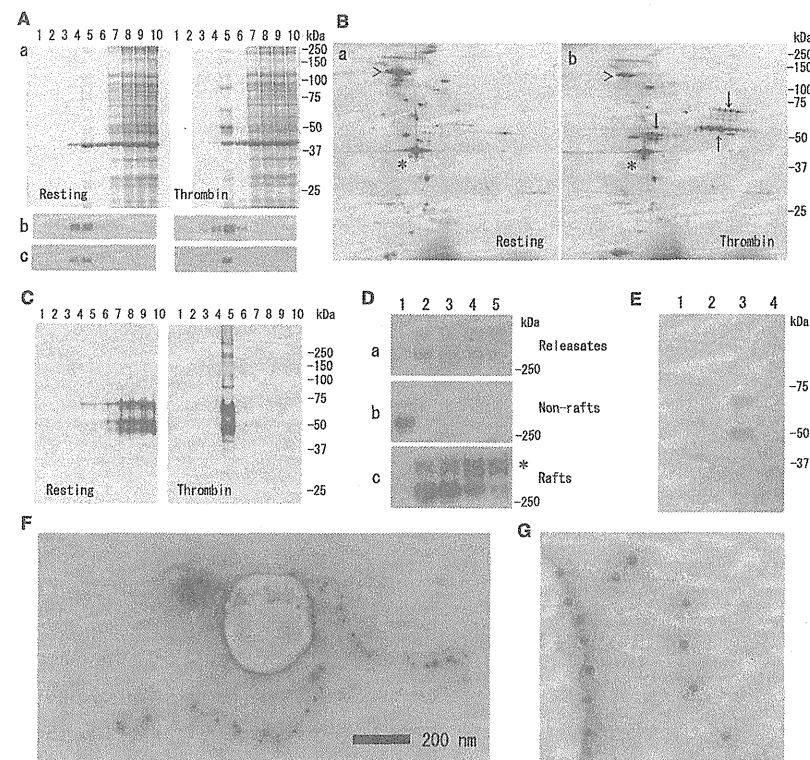 A
1 2 3 4 5 6 7 8 9 10 1 2 3 4 5 6 7 8 9 10 kDa
a
-250
-150
-100
-75
-50
-37
-25
Resting
Thrombin
b
c
B
kDa
a
b
>
>
-250
-150
-100
-75
-50
-37
-25
*
*
Resting
Thrombin
C
1 2 3 4 5 6 7 8 9 10 1 2 3 4 5 6 7 8 9 10 kDa
-250
-150
-100
-75
-50
-37
-25
Resting
Thrombin
D
1 2 3 4 5
kDa
a
Releasates
-250
b
Non-rafts
-250
c
*
Rafts
-250
E
1 2 3 4
kDa
-75
-50
-37
F
200 nm
G